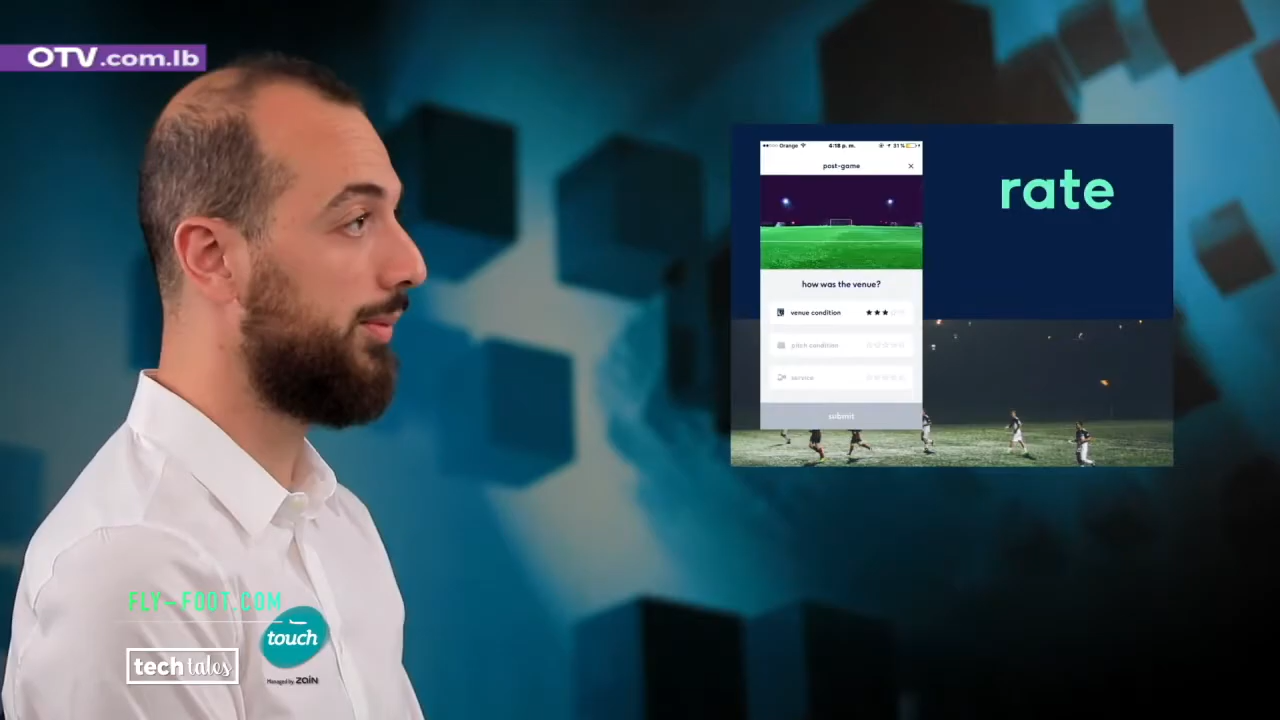 OTV.com.lb
Orange
4:18 p. m.
31 %
post-game
rate
how was the venue?
venue condition
pitch condition
service
submit
FLY-FOOT.COM
touch
tech tales
Managed by zain